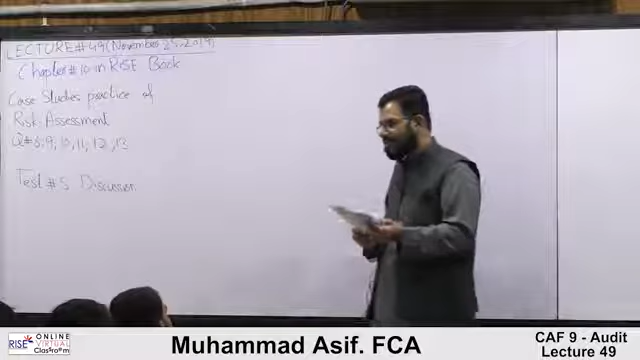 LECTURE#49(November 25, 2019)
Chapter#10 in RISE Book
Case Studies practice of
Risk Assessment
Q#8,9,10,11,12,13
Test#5 Discussion
RISE ONLINE
VIRTUAL
Classroom
Muhammad Asif. FCA
CAF 9 - Audit
Lecture 49